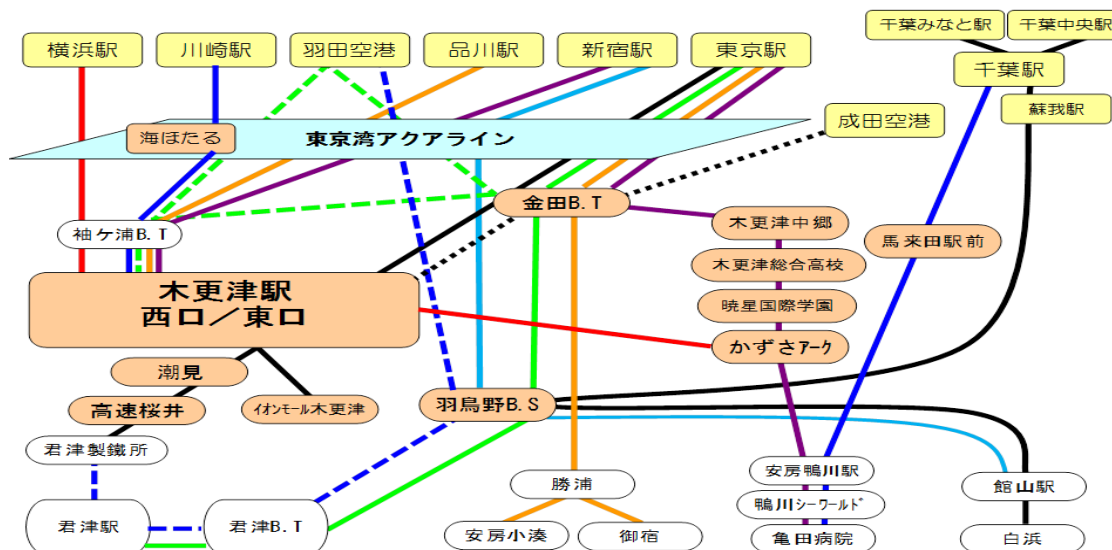 千葉みなと駅
千葉中央駅
横浜駅
川崎駅
羽田空港
品川駅
新宿駅
東京駅
千葉駅
蘇我駅
海ほたる
東京湾アクアライン
成田空港
金田B.T
袖ケ浦B.T
木更津中郷
馬来田駅前
木更津総合高校
木更津駅
西口／東口
暁星国際学園
かずさアーク
潮見
高速桜井
イオンモール木更津
羽鳥野B.S
君津製鐵所
安房鴨川駅
勝浦
館山駅
鴨川シーワールド
君津駅
君津B.T
安房小湊
御宿
亀田病院
白浜